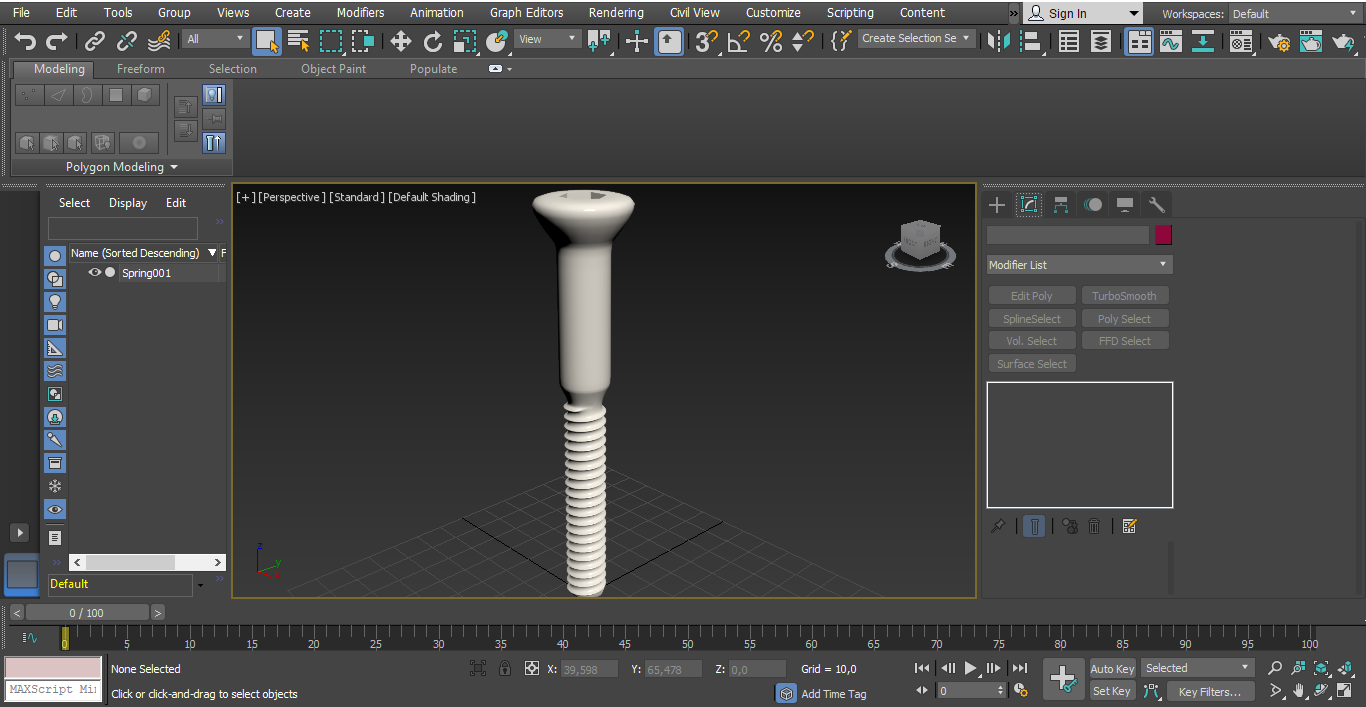 File Edit Tools Group Views Create Modifiers Animation Graph Editors Rendering Civil View Customize Scripting Content » Sign In Workspaces: Default
All View Create Selection Se
Modeling Freeform Selection Object Paint Populate
Polygon Modeling
Select Display Edit
Name (Sorted Descending) F
Spring001
Default
[+] [Perspective ] [Standard ] [Default Shading ]
z
y
Modifier List
Edit Poly TurboSmooth
SplineSelect Poly Select
Vol. Select FFD Select
Surface Select
< 0 / 100 >
0 5 10 15 20 25 30 35 40 45 50 55 60 65 70 75 80 85 90 95 100
None Selected X: 39,598 Y: 65,478 Z: 0,0 Grid = 10,0 Auto Key Selected
MAXScript Mi Click or click-and-drag to select objects Add Time Tag 0 Set Key Key Filters...